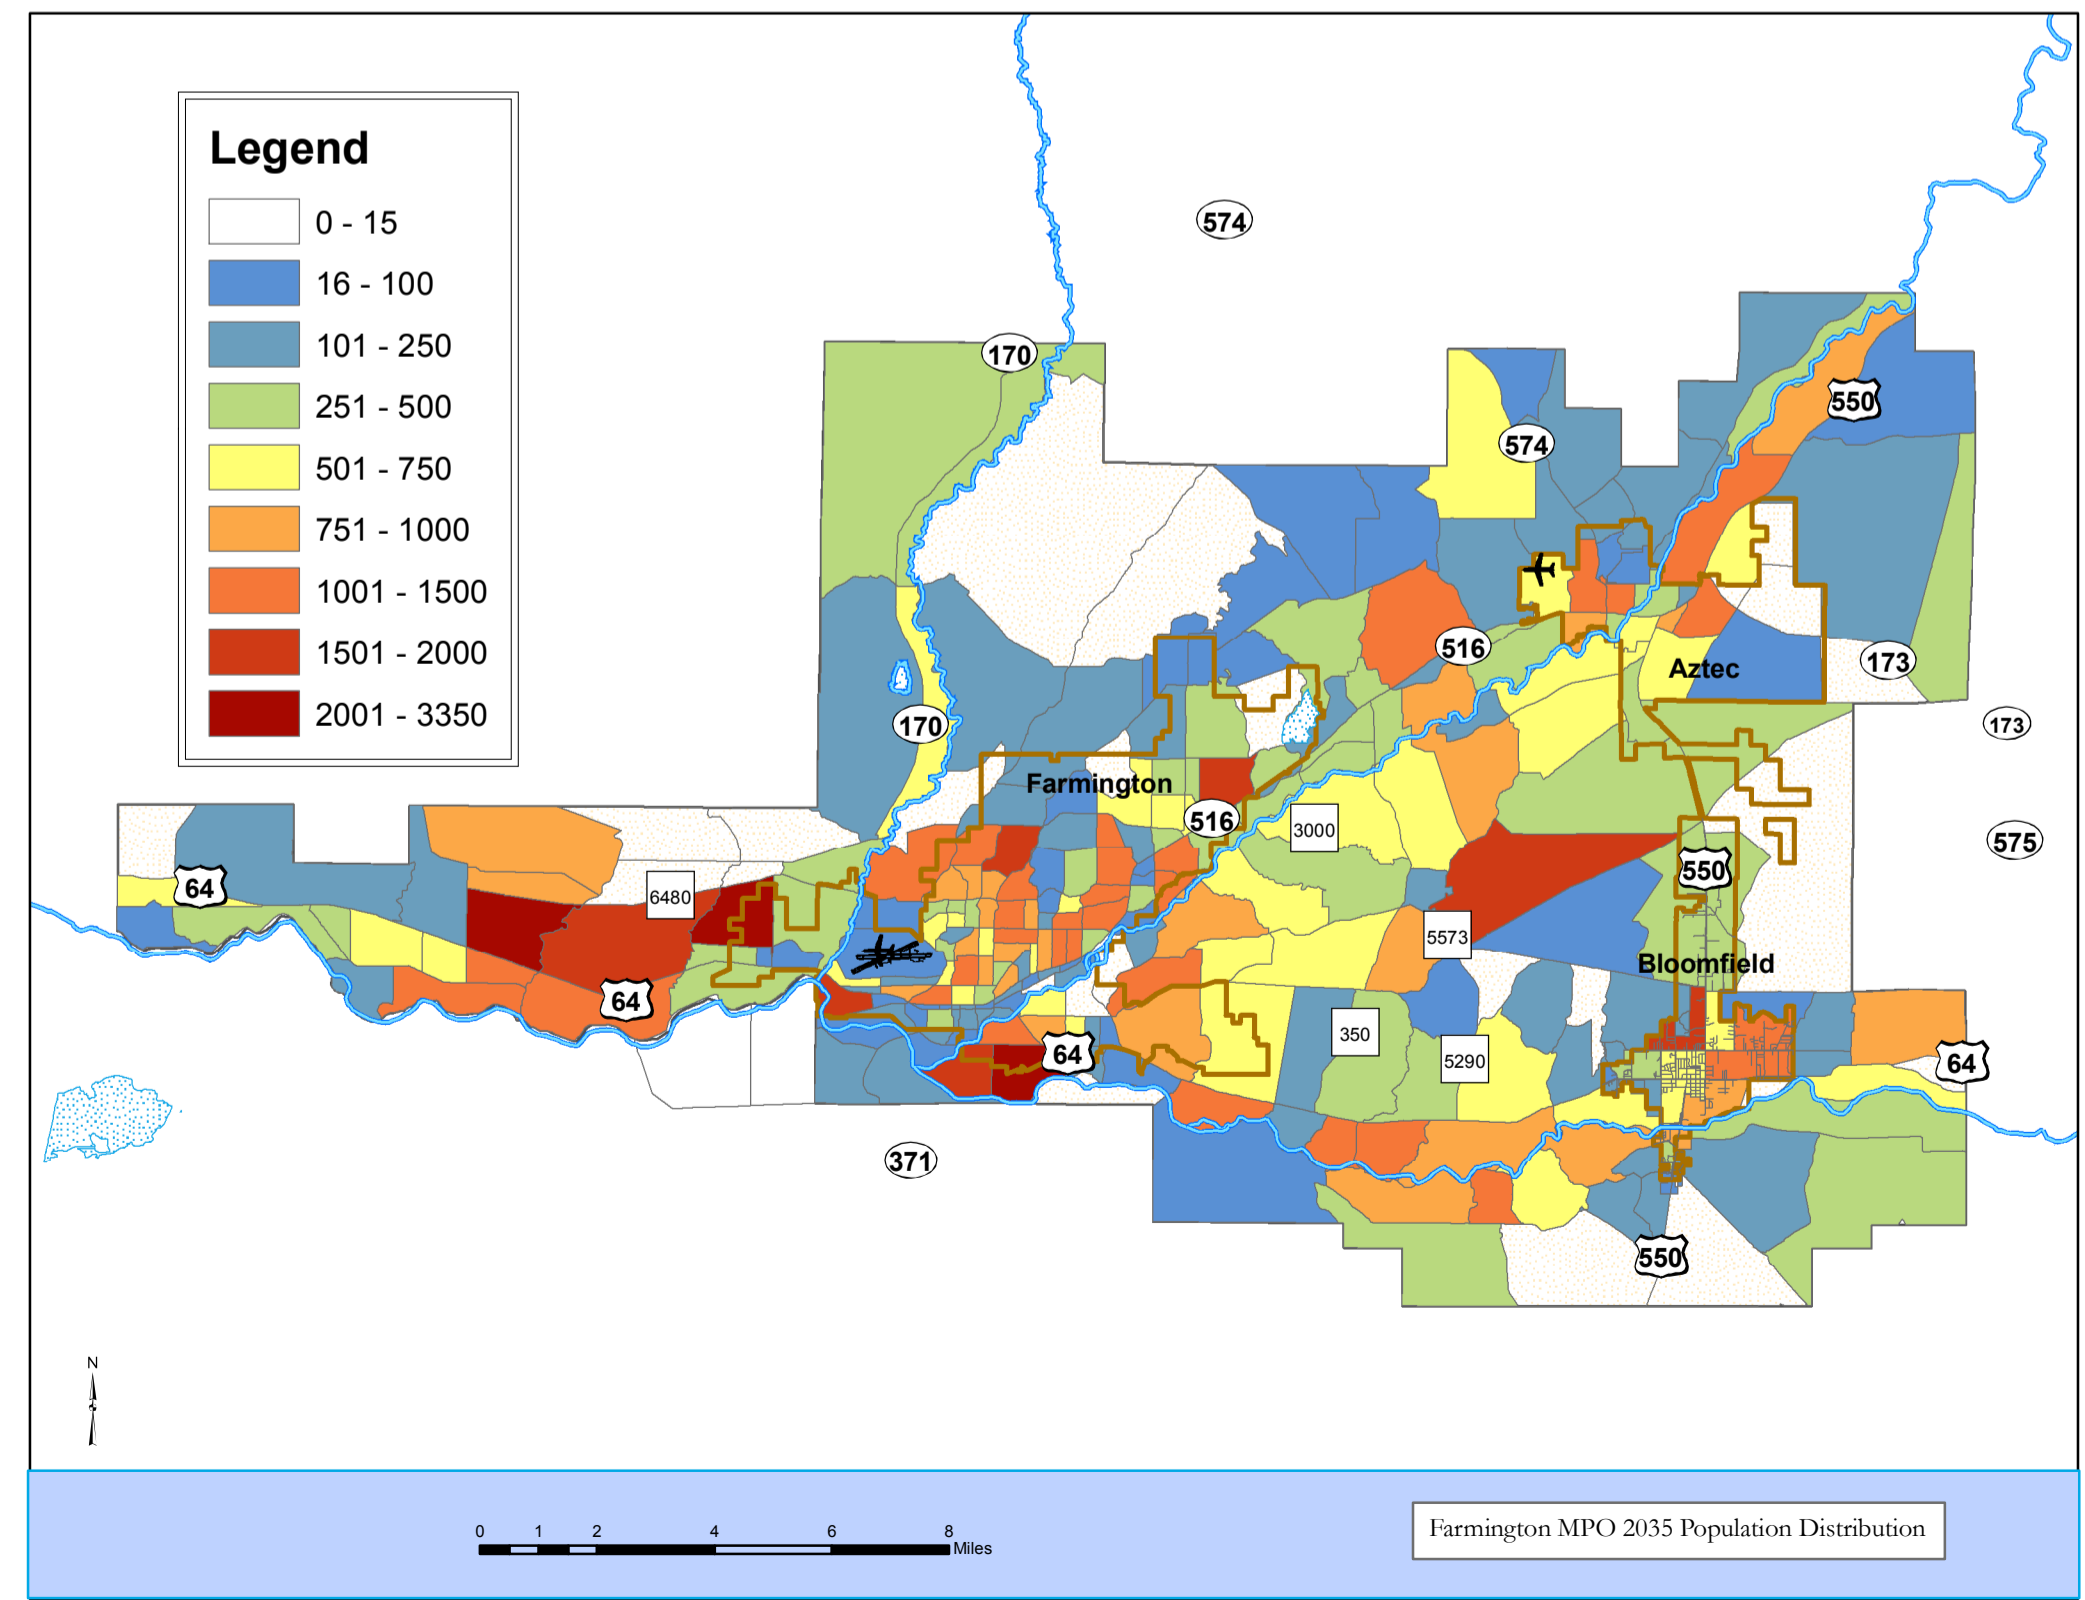 Legend
0 - 15
16 - 100
101 - 250
251 - 500
501 - 750
751 - 1000
1001 - 1500
1501 - 2000
2001 - 3350
574
170
550
574
516
Aztec
173
170
173
Farmington
516
3000
575
550
64
6480
5573
Bloomfield
64
350
64
5290
64
371
550
N
0 1 2 4 6 8
Miles
Farmington MPO 2035 Population Distribution